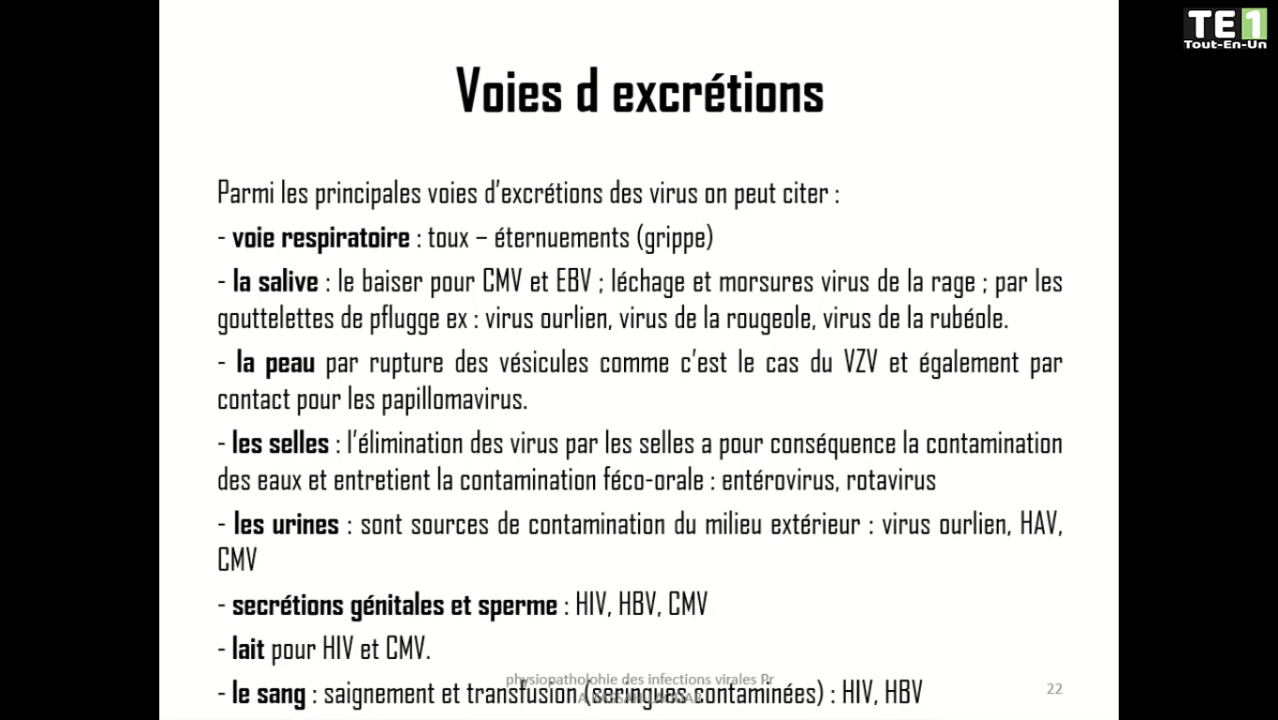 TE1
Tout-En-Un
Voies d excrétions
Parmi les principales voies d'excrétions des virus on peut citer :
- voie respiratoire : toux – éternuements (grippe)
- la salive : le baiser pour CMV et EBV ; léchage et morsures virus de la rage ; par les
gouttelettes de pflugge ex : virus ourlien, virus de la rougeole, virus de la rubéole.
- la peau par rupture des vésicules comme c'est le cas du VZV et également par
contact pour les papillomavirus.
- les selles : l'élimination des virus par les selles a pour conséquence la contamination
des eaux et entretient la contamination féco-orale : entérovirus, rotavirus
- les urines : sont sources de contamination du milieu extérieur : virus ourlien, HAV,
CMV
- secrétions génitales et sperme : HIV, HBV, CMV
- lait pour HIV et CMV.
physiopatholohie des infections virales Pr
- le sang : saignement et transfusion (seringues contaminées) : HIV, HBV
22